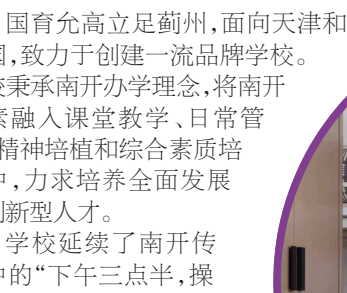 国育允高立足蓟州,面向天津和
国,致力于创建一流品牌学校。
秉承南开办学理念,将南开
素融入课堂教学、日常管
精神培植和综合素质培
中,力求培养全面发展
新型人才。
学校延续了南开传
中的“下午三点半,操